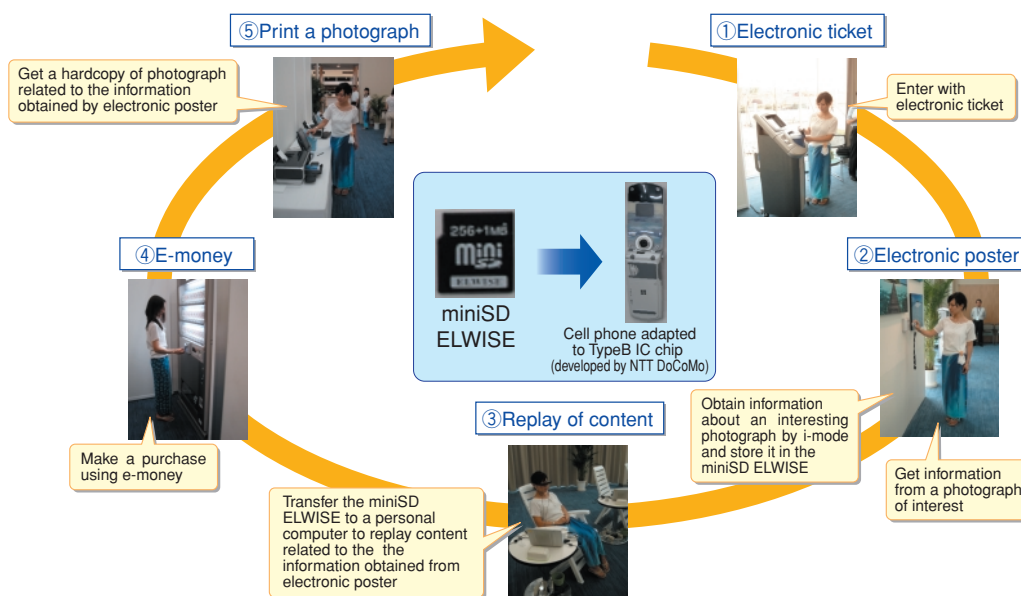 ⑤Print a photograph
①Electronic ticket
Get a hardcopy of photograph
related to the information
obtained by electronic poster
Enter with
electronic ticket
256+1MB
mini
SD
ELWISE
miniSD
ELWISE
Cell phone adapted
to TypeB IC chip
(developed by NTT DoCoMo)
④E-money
②Electronic poster
Make a purchase
using e-money
③Replay of content
Obtain information
about an interesting
photograph by i-mode
and store it in the
miniSD ELWISE
Get information
from a photograph
of interest
Transfer the miniSD
ELWISE to a personal
computer to replay content
related to the the
information obtained from
electronic poster